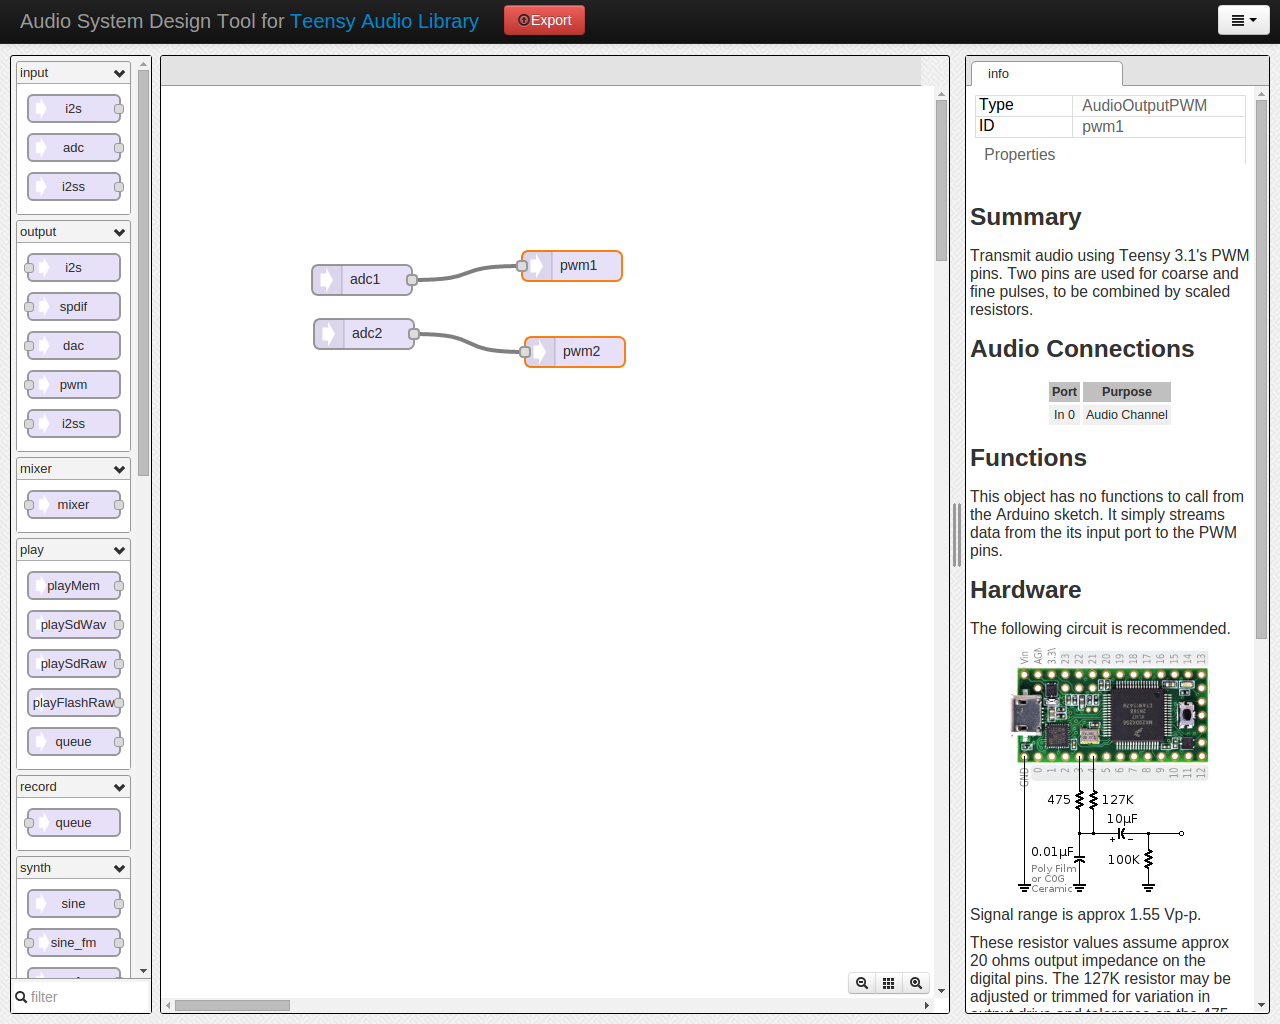 Audio System Design Tool for Teensy Audio Library
Export
input
i2s
adc
i2ss
output
i2s
spdif
dac
pwm
i2ss
mixer
mixer
play
playMem
playSdWav
playSdRaw
playFlashRaw
queue
record
queue
synth
sine
sine_fm
filter
adc1
adc2
pwm1
pwm2
info
Type AudioOutputPWM
ID pwm1
Properties
Summary
Transmit audio using Teensy 3.1's PWM
pins. Two pins are used for coarse and
fine pulses, to be combined by scaled
resistors.
Audio Connections
Port Purpose
In 0 Audio Channel
Functions
This object has no functions to call from
the Arduino sketch. It simply streams
data from the its input port to the PWM
pins.
Hardware
The following circuit is recommended.
Vin AGN 3.3V 23 22 21 20 19 18 17 16 15 14 13
GND 0 1 2 3 4 5 6 7 8 9 10 11 12
475 127K
10µF
+ −
0.01µF
100K
Poly Film
or C0G
Ceramic
Signal range is approx 1.55 Vp-p.
These resistor values assume approx
20 ohms output impedance on the
digital pins. The 127K resistor may be
adjusted or trimmed for variation in
output drive and tolerance on the 475